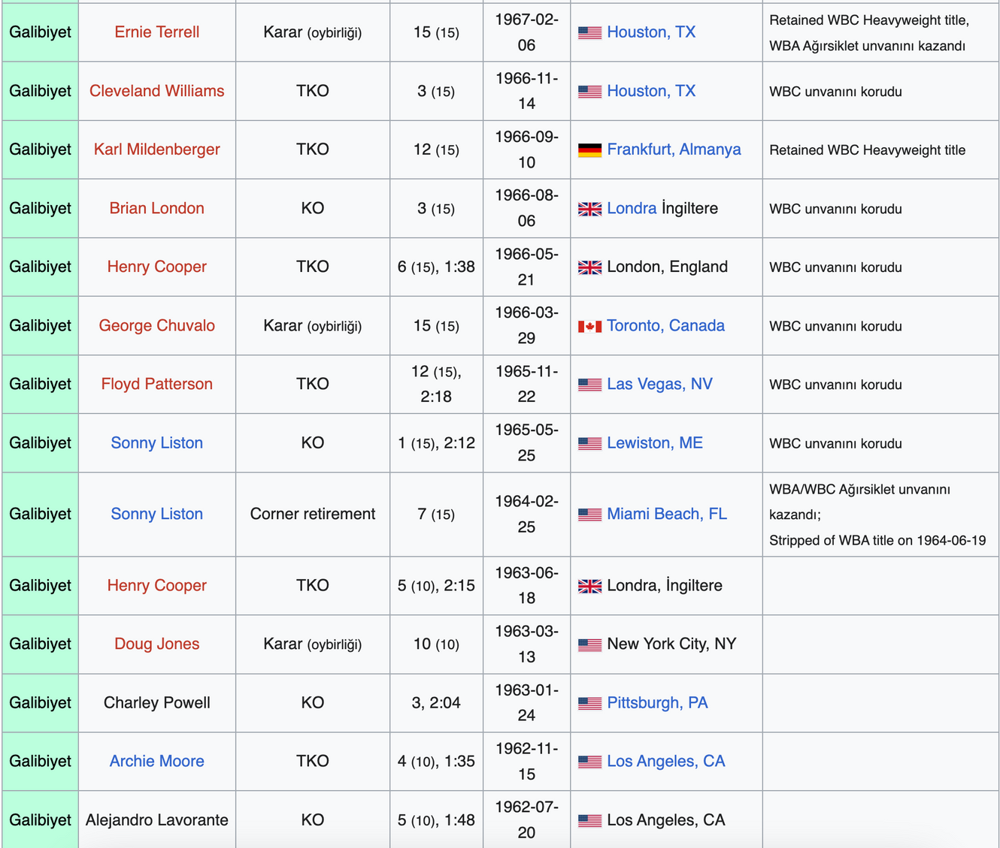 Galibiyet Ernie Terrell Karar (oybirliği) 15 (15) 1967-02-06 Houston, TX Retained WBC Heavyweight title, WBA Ağırsiklet unvanını kazandı
Galibiyet Cleveland Williams TKO 3 (15) 1966-11-14 Houston, TX WBC unvanını korudu
Galibiyet Karl Mildenberger TKO 12 (15) 1966-09-10 Frankfurt, Almanya Retained WBC Heavyweight title
Galibiyet Brian London KO 3 (15) 1966-08-06 Londra İngiltere WBC unvanını korudu
Galibiyet Henry Cooper TKO 6 (15), 1:38 1966-05-21 London, England WBC unvanını korudu
Galibiyet George Chuvalo Karar (oybirliği) 15 (15) 1966-03-29 Toronto, Canada WBC unvanını korudu
Galibiyet Floyd Patterson TKO 12 (15), 2:18 1965-11-22 Las Vegas, NV WBC unvanını korudu
Galibiyet Sonny Liston KO 1 (15), 2:12 1965-05-25 Lewiston, ME WBC unvanını korudu
Galibiyet Sonny Liston Corner retirement 7 (15) 1964-02-25 Miami Beach, FL WBA/WBC Ağırsiklet unvanını kazandı; Stripped of WBA title on 1964-06-19
Galibiyet Henry Cooper TKO 5 (10), 2:15 1963-06-18 Londra, İngiltere
Galibiyet Doug Jones Karar (oybirliği) 10 (10) 1963-03-13 New York City, NY
Galibiyet Charley Powell KO 3, 2:04 1963-01-24 Pittsburgh, PA
Galibiyet Archie Moore TKO 4 (10), 1:35 1962-11-15 Los Angeles, CA
Galibiyet Alejandro Lavorante KO 5 (10), 1:48 1962-07-20 Los Angeles, CA